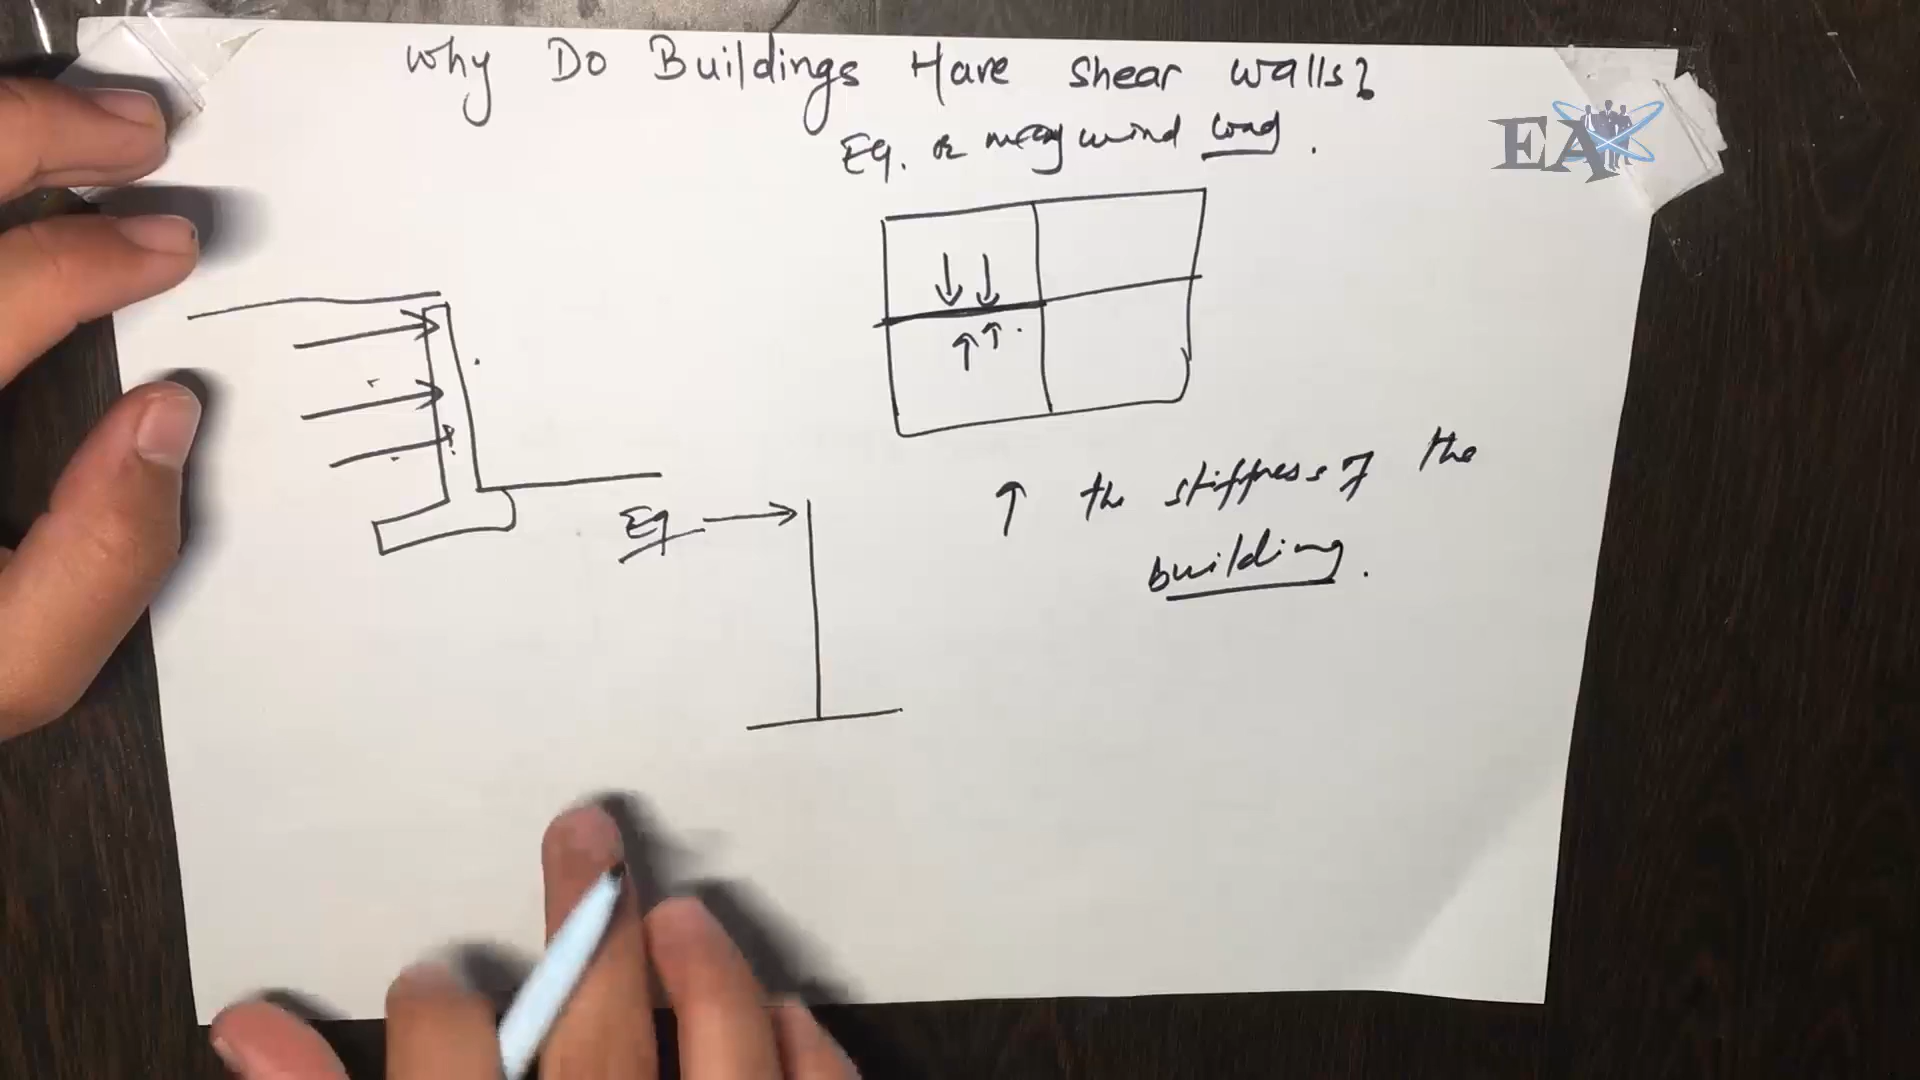 Why Do Buildings Have shear walls?
Eq. or wind load.
EA
Eq
↑ the stiffness of the
building.